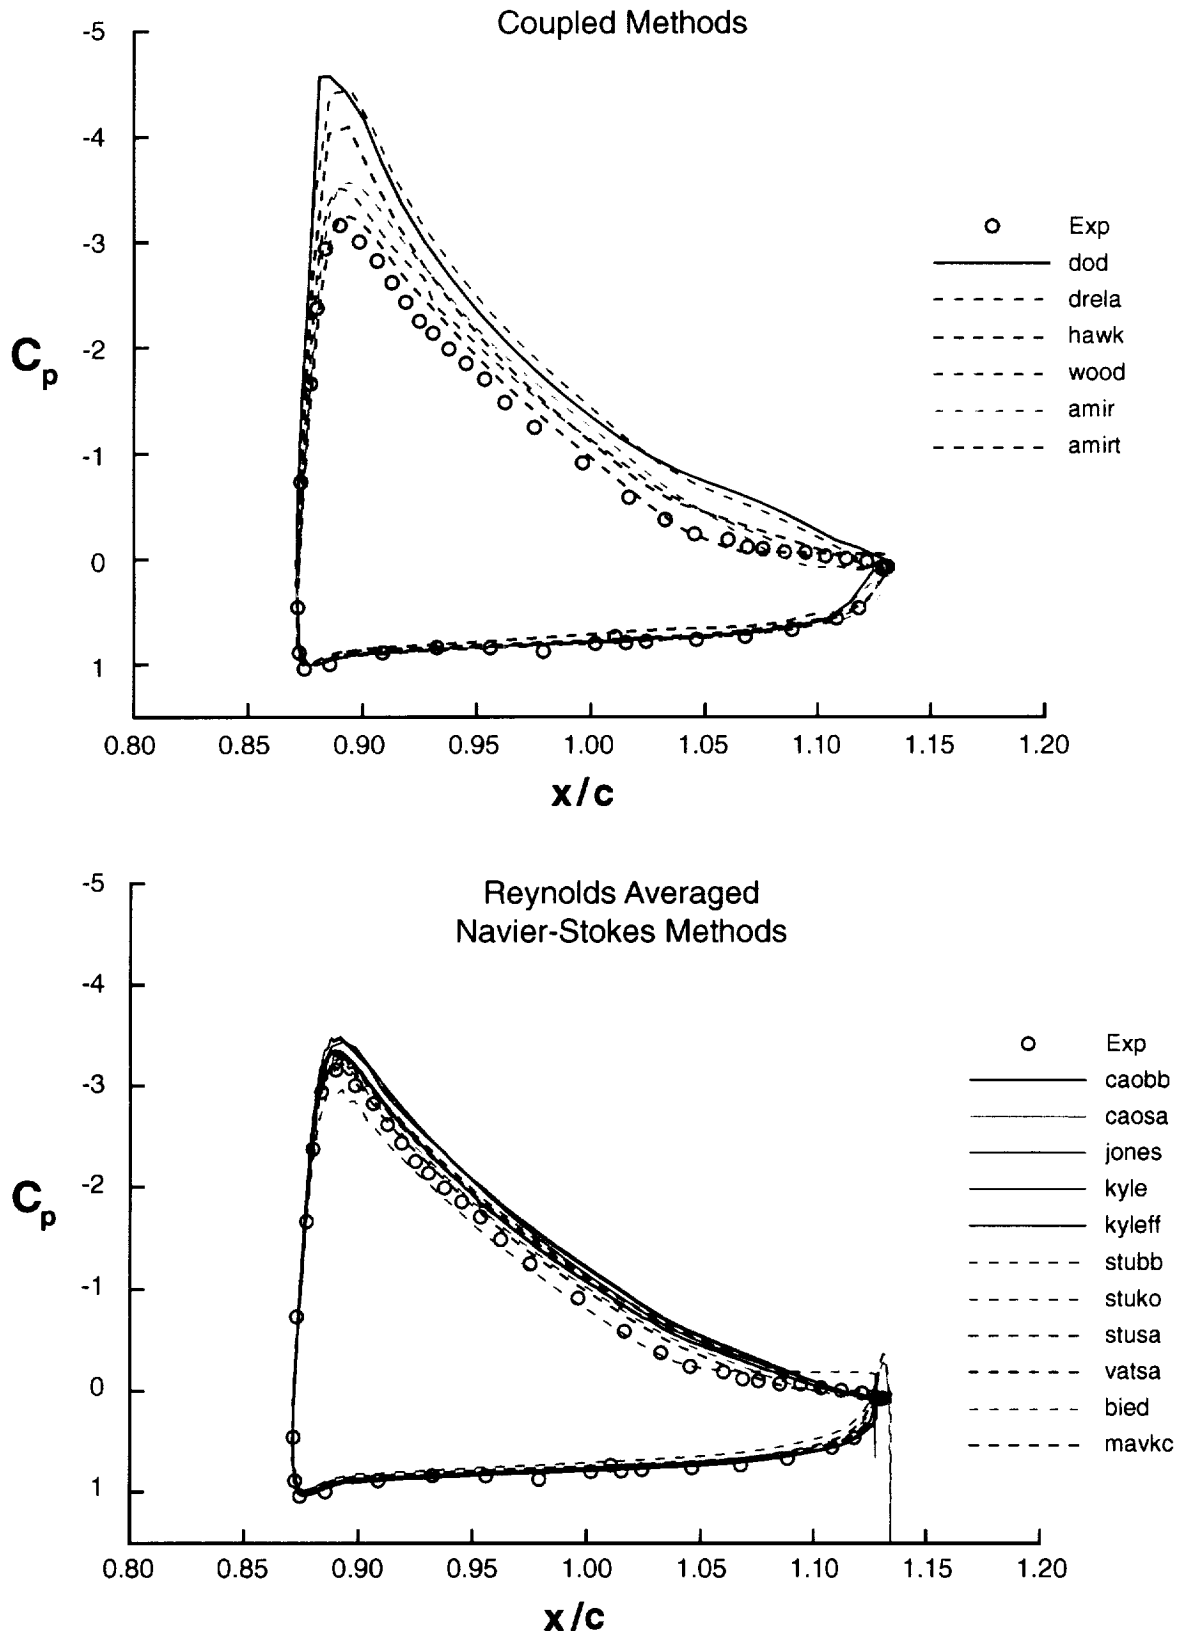 Coupled Methods
-5
-4
-3
-2
-1
0
1
Cp
0.80 0.85 0.90 0.95 1.00 1.05 1.10 1.15 1.20
x/c
Exp
dod
drela
hawk
wood
amir
amirt
Reynolds Averaged
Navier-Stokes Methods
-5
-4
-3
-2
-1
0
1
Cp
0.80 0.85 0.90 0.95 1.00 1.05 1.10 1.15 1.20
x/c
Exp
caobb
caosa
jones
kyle
kyleff
stubb
stuko
stusa
vatsa
bied
mavkc